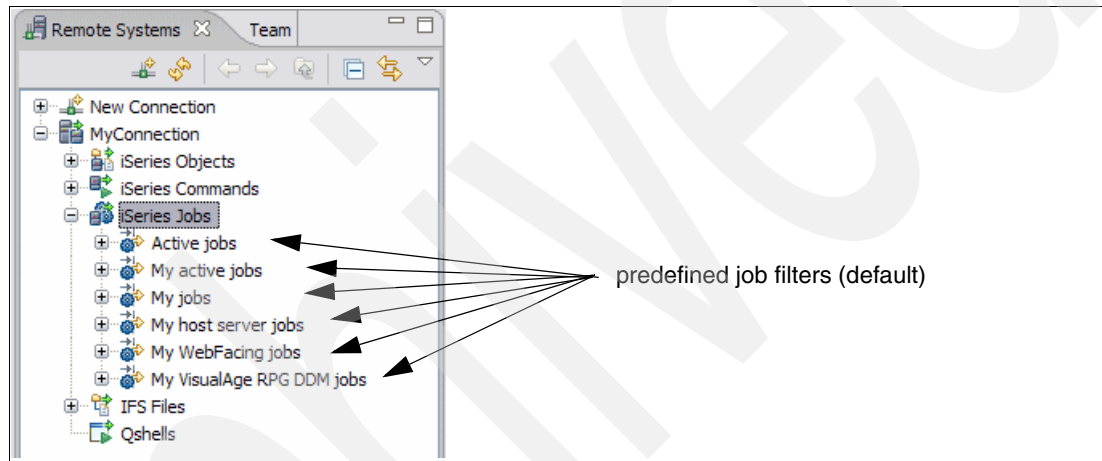 Remote Systems
Team
New Connection
MyConnection
iSeries Objects
iSeries Commands
iSeries Jobs
Active jobs
My active jobs
My jobs
My host server jobs
My WebFacing jobs
My VisualAge RPG DDM jobs
IFS Files
Qshells
predefined job filters (default)